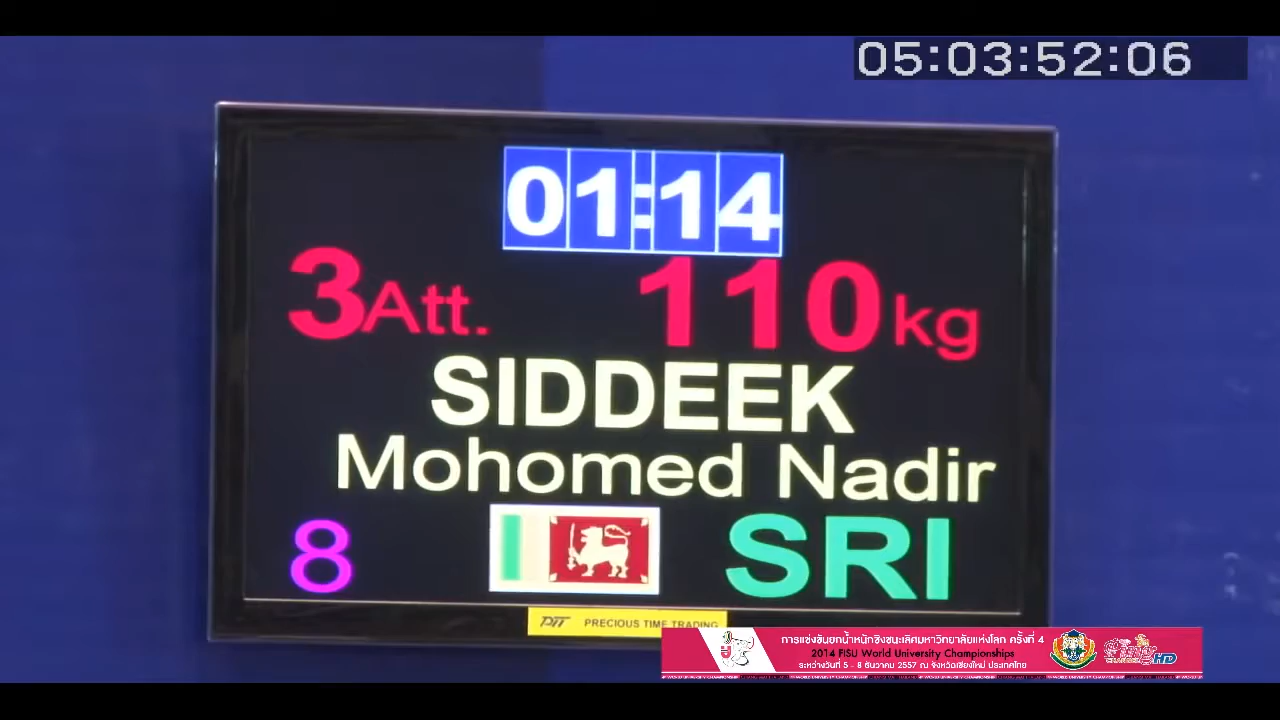 05:03:52:06
01:14
3Att. 110kg
SIDDEEK
Mohomed Nadir
8 SRI
PTT PRECIOUS TIME TRADING
การแข่งขันยกน้ำหนักชิงชนะเลิศมหาวิทยาลัยแห่งโลก ครั้งที่ 4
2014 FISU World University Championships
ระหว่างวันที่ 5 - 8 ธันวาคม 2557 ณ จังหวัดเชียงใหม่ ประเทศไทย
HD